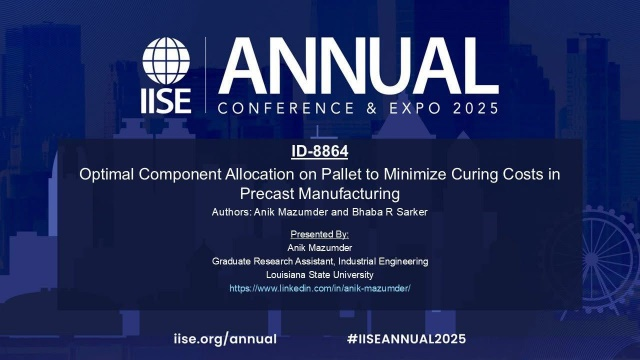 IISE
ANNUAL
CONFERENCE & EXPO 2025
ID-8864
Optimal Component Allocation on Pallet to Minimize Curing Costs in
Precast Manufacturing
Authors: Anik Mazumder and Bhaba R Sarker
Presented By:
Anik Mazumder
Graduate Research Assistant, Industrial Engineering
Louisiana State University
https://www.linkedin.com/in/anik-mazumder/
iise.org/annual
#IISEANNUAL2025